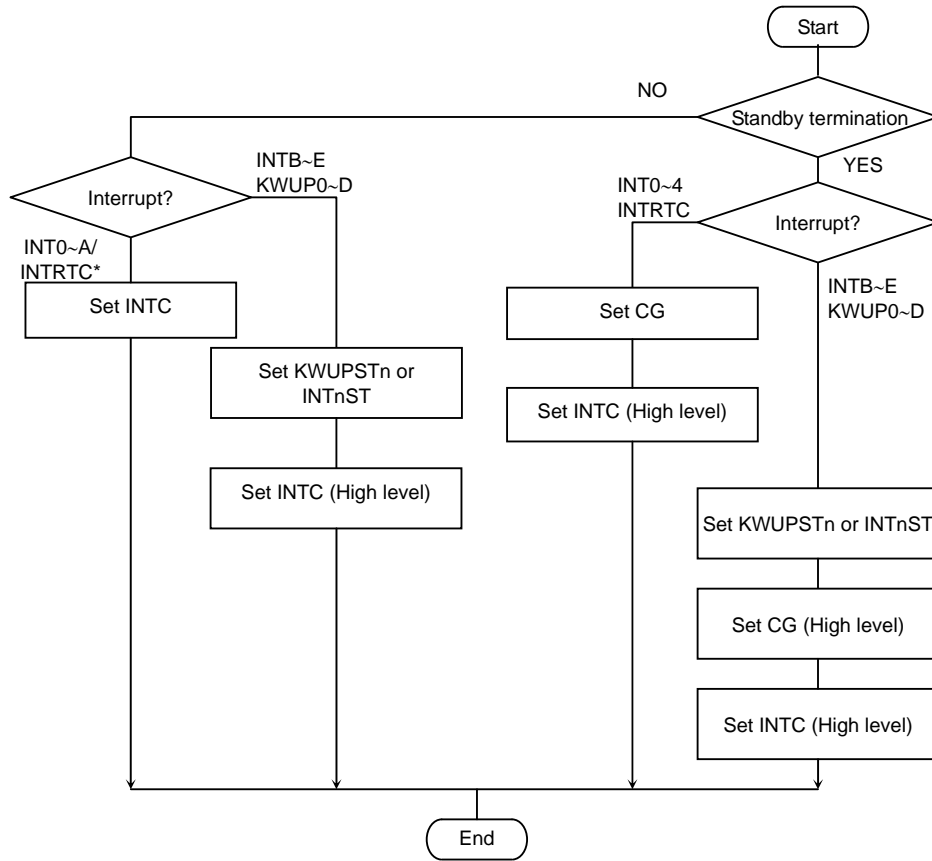 Start
NO
Standby termination
YES
INTB~E
KWUP0~D
Interrupt?
INT0~A/
INTRTC*
Set INTC
Set KWUPSTn or
INTnST
Set INTC (High level)
INT0~4
INTRTC
Interrupt?
INTB~E
KWUP0~D
Set CG
Set INTC (High level)
Set KWUPSTn or INTnST
Set CG (High level)
Set INTC (High level)
End